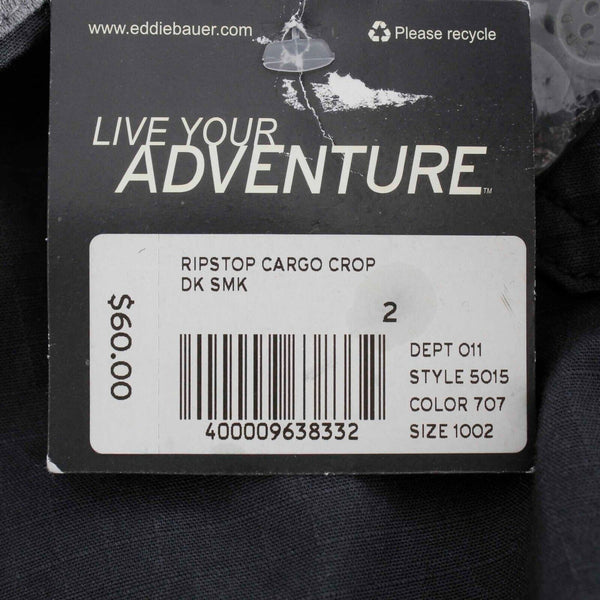 www.eddiebauer.com
Please recycle
LIVE YOUR
ADVENTURE™
RIPSTOP CARGO CROP
DK SMK
2
$60.00
DEPT 011
STYLE 5015
COLOR 707
SIZE 1002
400009638332